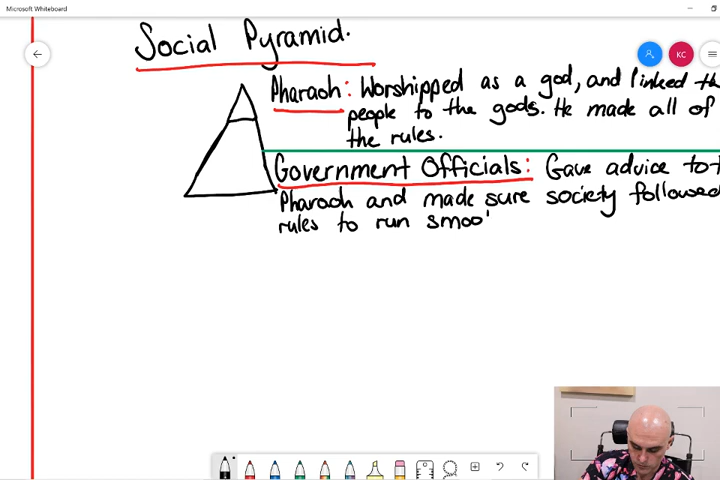 Microsoft Whiteboard
Social Pyramid.
KC
Pharaoh: Worshipped as a god, and linked
people to the gods. He made all of
the rules.
Government Officials: Gave advice to
Pharaoh and made sure society followed
rules to run smoo